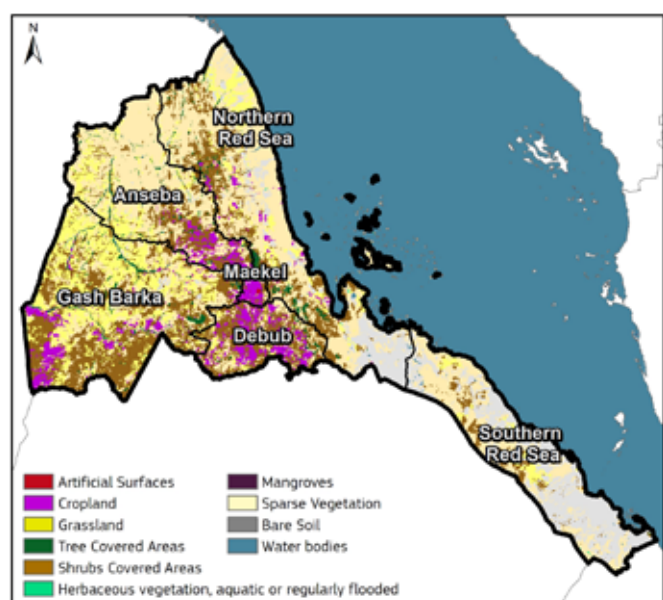 N
Northern
Red Sea
Anseba
Maekel
Gash Barka
Debub
Southern
Red Sea
Artificial Surfaces
Cropland
Grassland
Tree Covered Areas
Shrubs Covered Areas
Herbaceous vegetation, aquatic or regularly flooded
Mangroves
Sparse Vegetation
Bare Soil
Water bodies